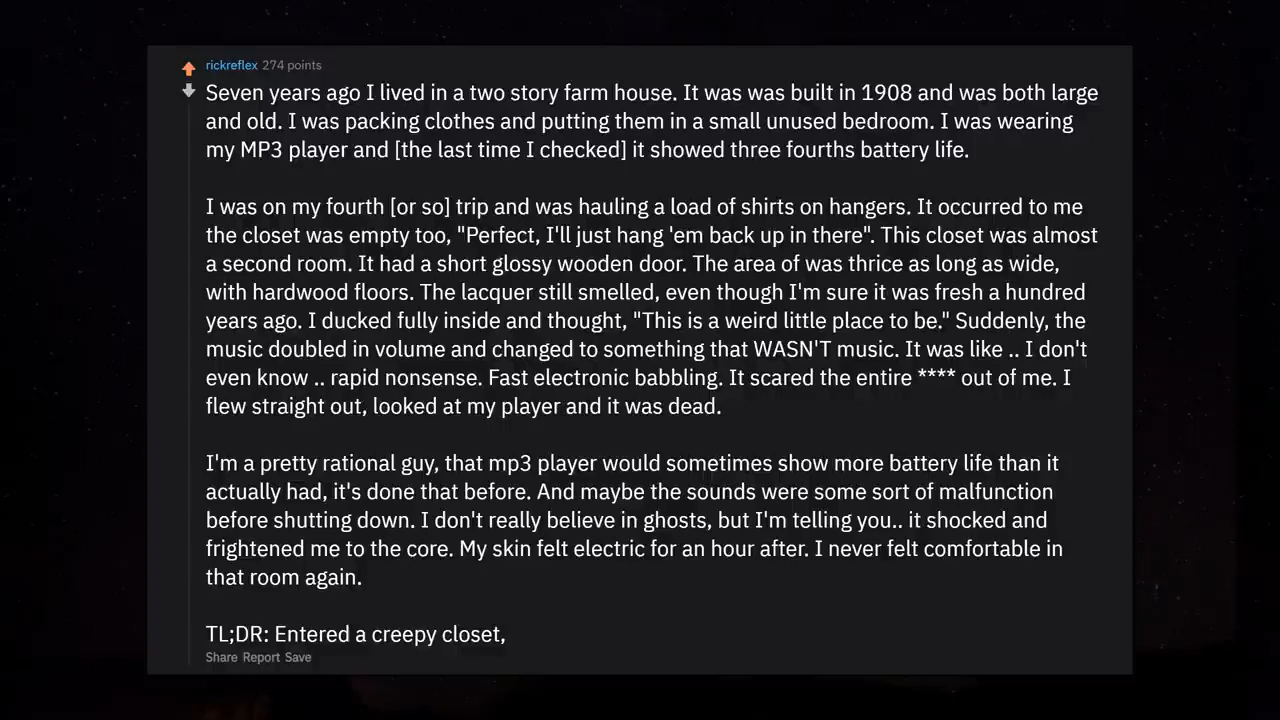 rickreflex 274 points
Seven years ago I lived in a two story farm house. It was was built in 1908 and was both large
and old. I was packing clothes and putting them in a small unused bedroom. I was wearing
my MP3 player and [the last time I checked] it showed three fourths battery life.
I was on my fourth [or so] trip and was hauling a load of shirts on hangers. It occurred to me
the closet was empty too, "Perfect, I'll just hang 'em back up in there". This closet was almost
a second room. It had a short glossy wooden door. The area of was thrice as long as wide,
with hardwood floors. The lacquer still smelled, even though I'm sure it was fresh a hundred
years ago. I ducked fully inside and thought, "This is a weird little place to be." Suddenly, the
music doubled in volume and changed to something that WASN'T music. It was like .. I don't
even know .. rapid nonsense. Fast electronic babbling. It scared the entire **** out of me. I
flew straight out, looked at my player and it was dead.
I'm a pretty rational guy, that mp3 player would sometimes show more battery life than it
actually had, it's done that before. And maybe the sounds were some sort of malfunction
before shutting down. I don't really believe in ghosts, but I'm telling you.. it shocked and
frightened me to the core. My skin felt electric for an hour after. I never felt comfortable in
that room again.
TL;DR: Entered a creepy closet,
Share Report Save